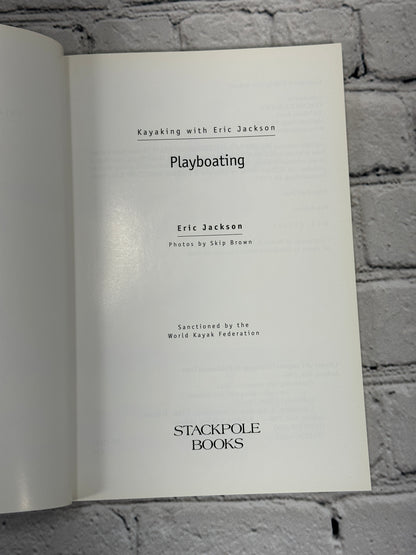 Kayaking with Eric Jackson
Playboating
Eric Jackson
Photos by Skip Brown
Sanctioned by the
World Kayak Federation
STACKPOLE
BOOKS